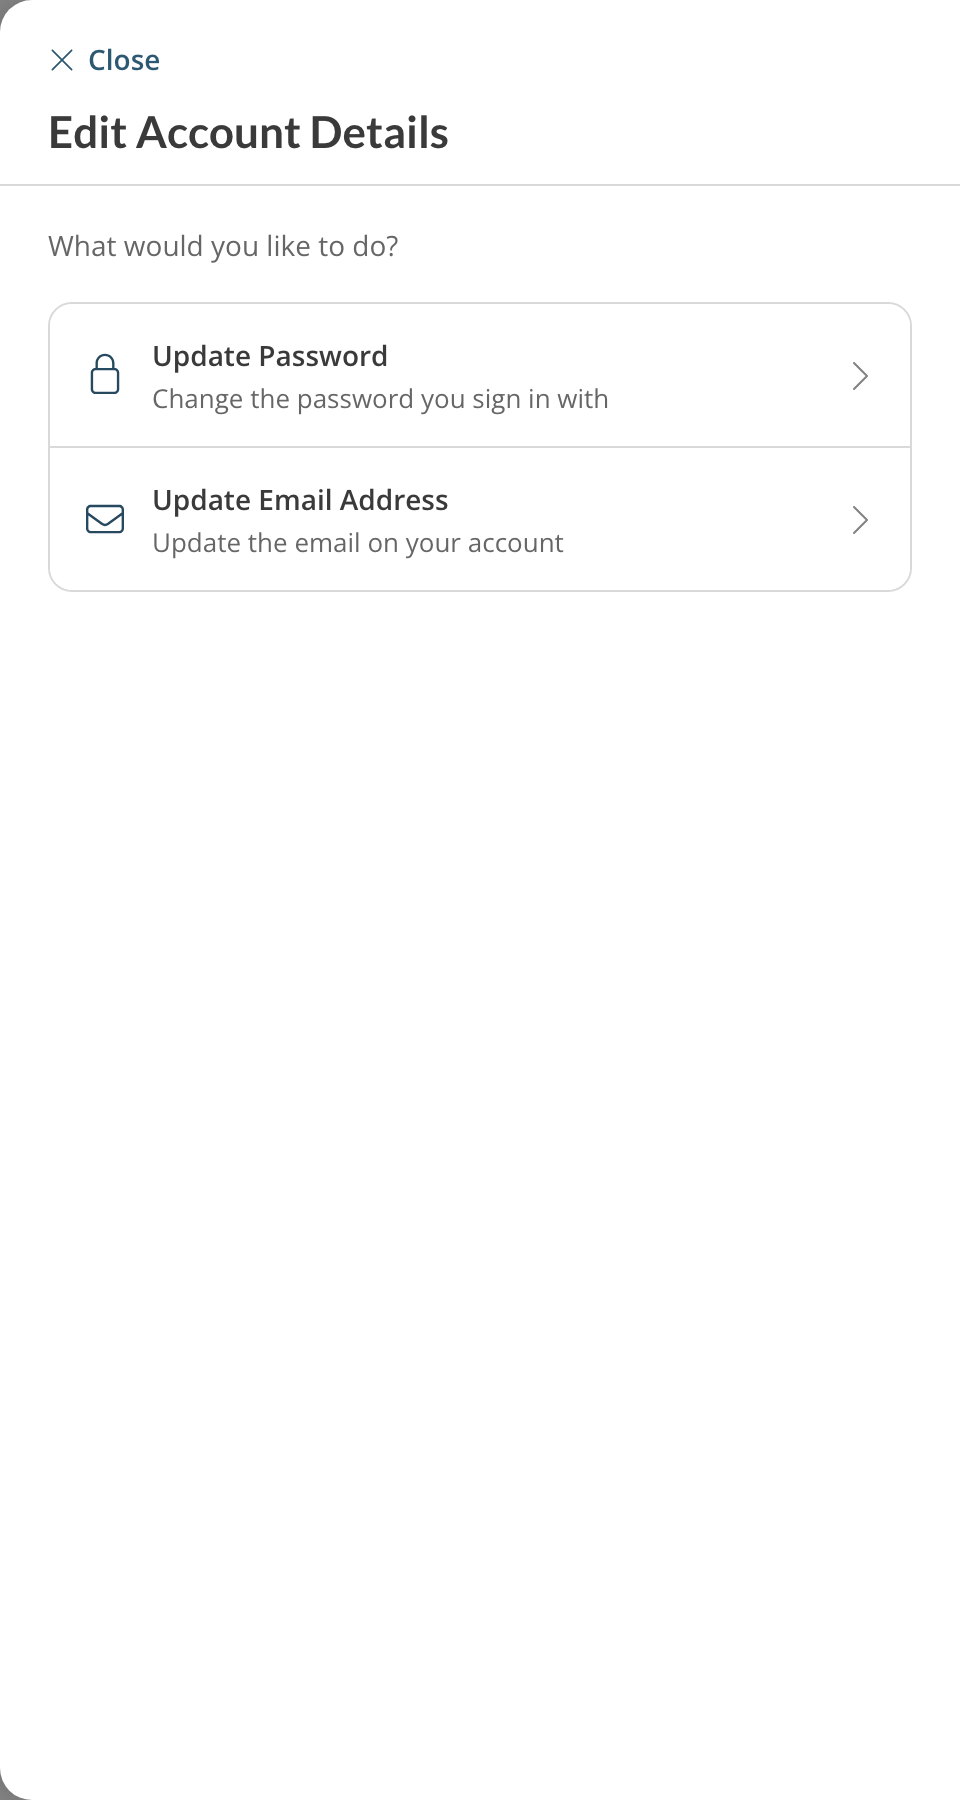 Close
Edit Account Details
What would you like to do?
Update Password
Change the password you sign in with
Update Email Address
Update the email on your account